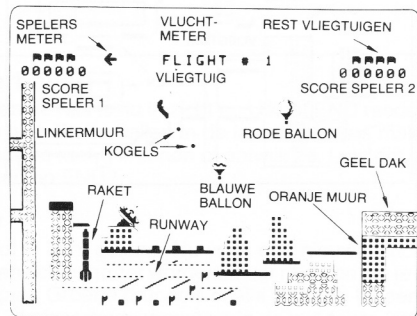 SPELERS
METER
VLUCHT-
METER
REST VLIEGTUIGEN
FLIGHT # 1
000000
VLIEGTUIG
000000
SCORE
SPELER 1
SCORE
SPELER 2
LINKERMUUR
KOGELS
RODE BALLON
GEEL DAK
BLAUWE
BALLON
ORANJE MUUR
RAKET
RUNWAY